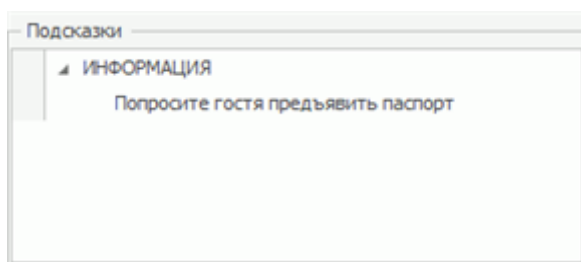 Подсказки
ИНФОРМАЦИЯ
Попросите гостя предъявить паспорт